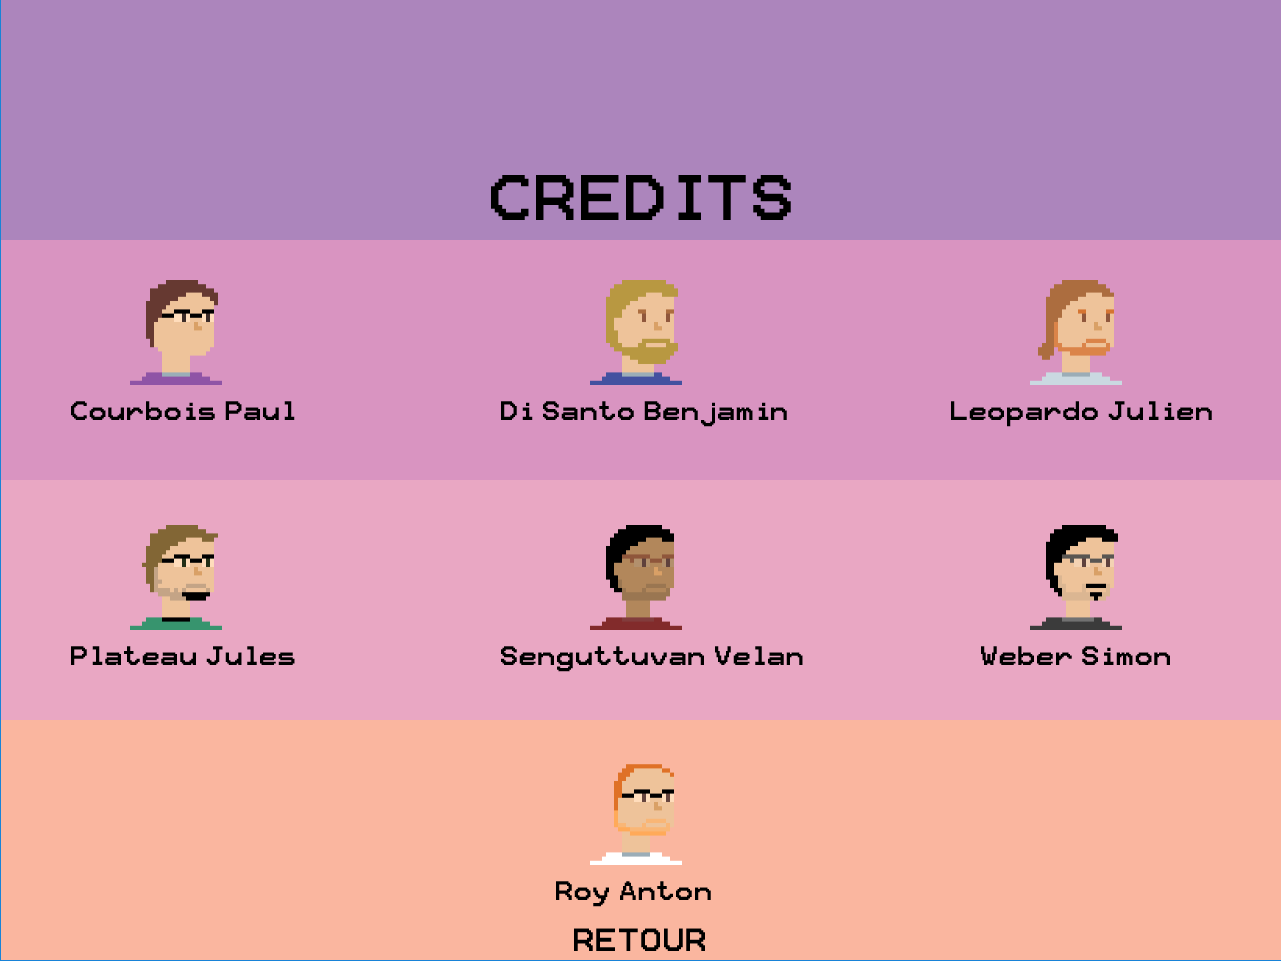 CREDITS
Courbois Paul
Di Santo Benjamin
Leopardo Julien
Plateau Jules
Senguttuvan Velan
Weber Simon
Roy Anton
RETOUR